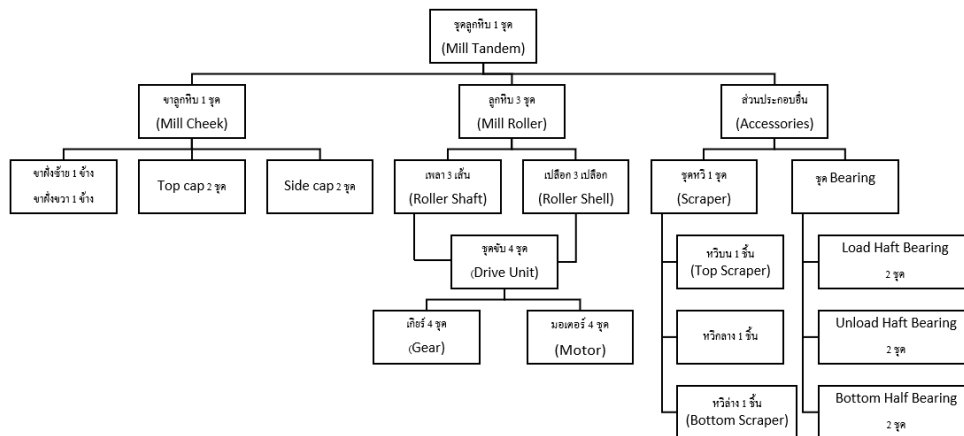 ชุดลูกหีบ 1 ชุด
(Mill Tandem)
ขาลูกหีบ 1 ชุด
(Mill Cheek)
ลูกหีบ 3 ชุด
(Mill Roller)
ส่วนประกอบอื่น
(Accessories)
ขาฝั่งซ้าย 1 ข้าง
ขาฝั่งขวา 1 ข้าง
Top cap 2 ชุด
Side cap 2 ชุด
เพลา 3 เส้น
(Roller Shaft)
เปลือก 3 เปลือก
(Roller Shell)
ชุดหวี 1 ชุด
(Scraper)
ชุด Bearing
ชุดขับ 4 ชุด
(Drive Unit)
เกียร์ 4 ชุด
(Gear)
มอเตอร์ 4 ชุด
(Motor)
หวีบน 1 ชิ้น
(Top Scraper)
หวีกลาง 1 ชิ้น
หวีล่าง 1 ชิ้น
(Bottom Scraper)
Load Haft Bearing
2 ชุด
Unload Haft Bearing
2 ชุด
Bottom Half Bearing
2 ชุด